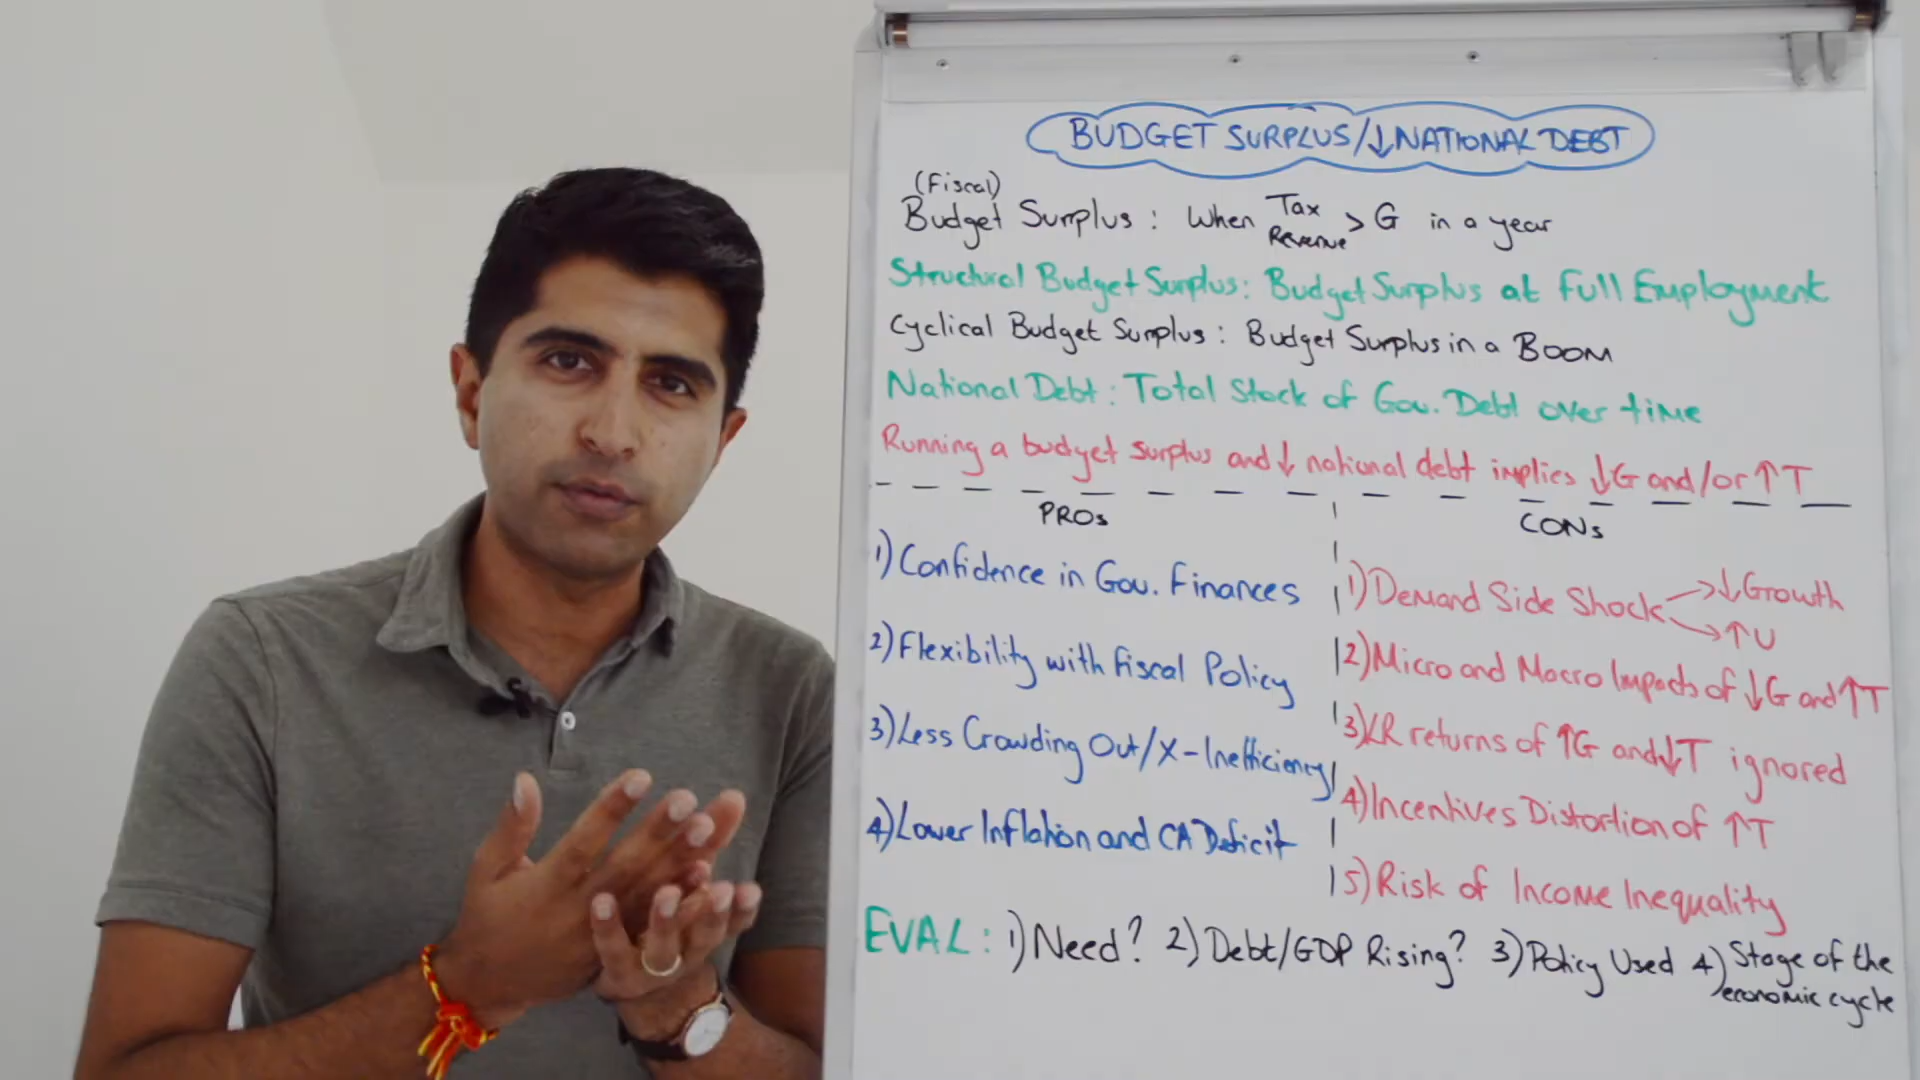 BUDGET SURPLUS/↓NATIONAL DEBT
(Fiscal)
Budget Surplus : When Tax Revenue > G in a year
Structural Budget Surplus: Budget Surplus at Full Employment
Cyclical Budget Surplus : Budget Surplus in a BOOM
National Debt : Total Stock of Gov. Debt over time
Running a budget surplus and ↓ national debt implies ↓G and/or ↑T
PROs
1) Confidence in Gov. Finances
2) Flexibility with Fiscal Policy
3) Less Crowding Out/X-Inefficiency
4) Lower Inflation and CA Deficit
CONs
1) Demand Side Shock → ↓Growth
→ ↑U
2) Micro and Macro Impacts of ↓G and ↑T
3) LR returns of ↑G and ↓T ignored
4) Incentives Distortion of ↑T
5) Risk of Income Inequality
EVAL : 1) Need? 2) Debt/GDP Rising? 3) Policy Used 4) Stage of the
economic cycle